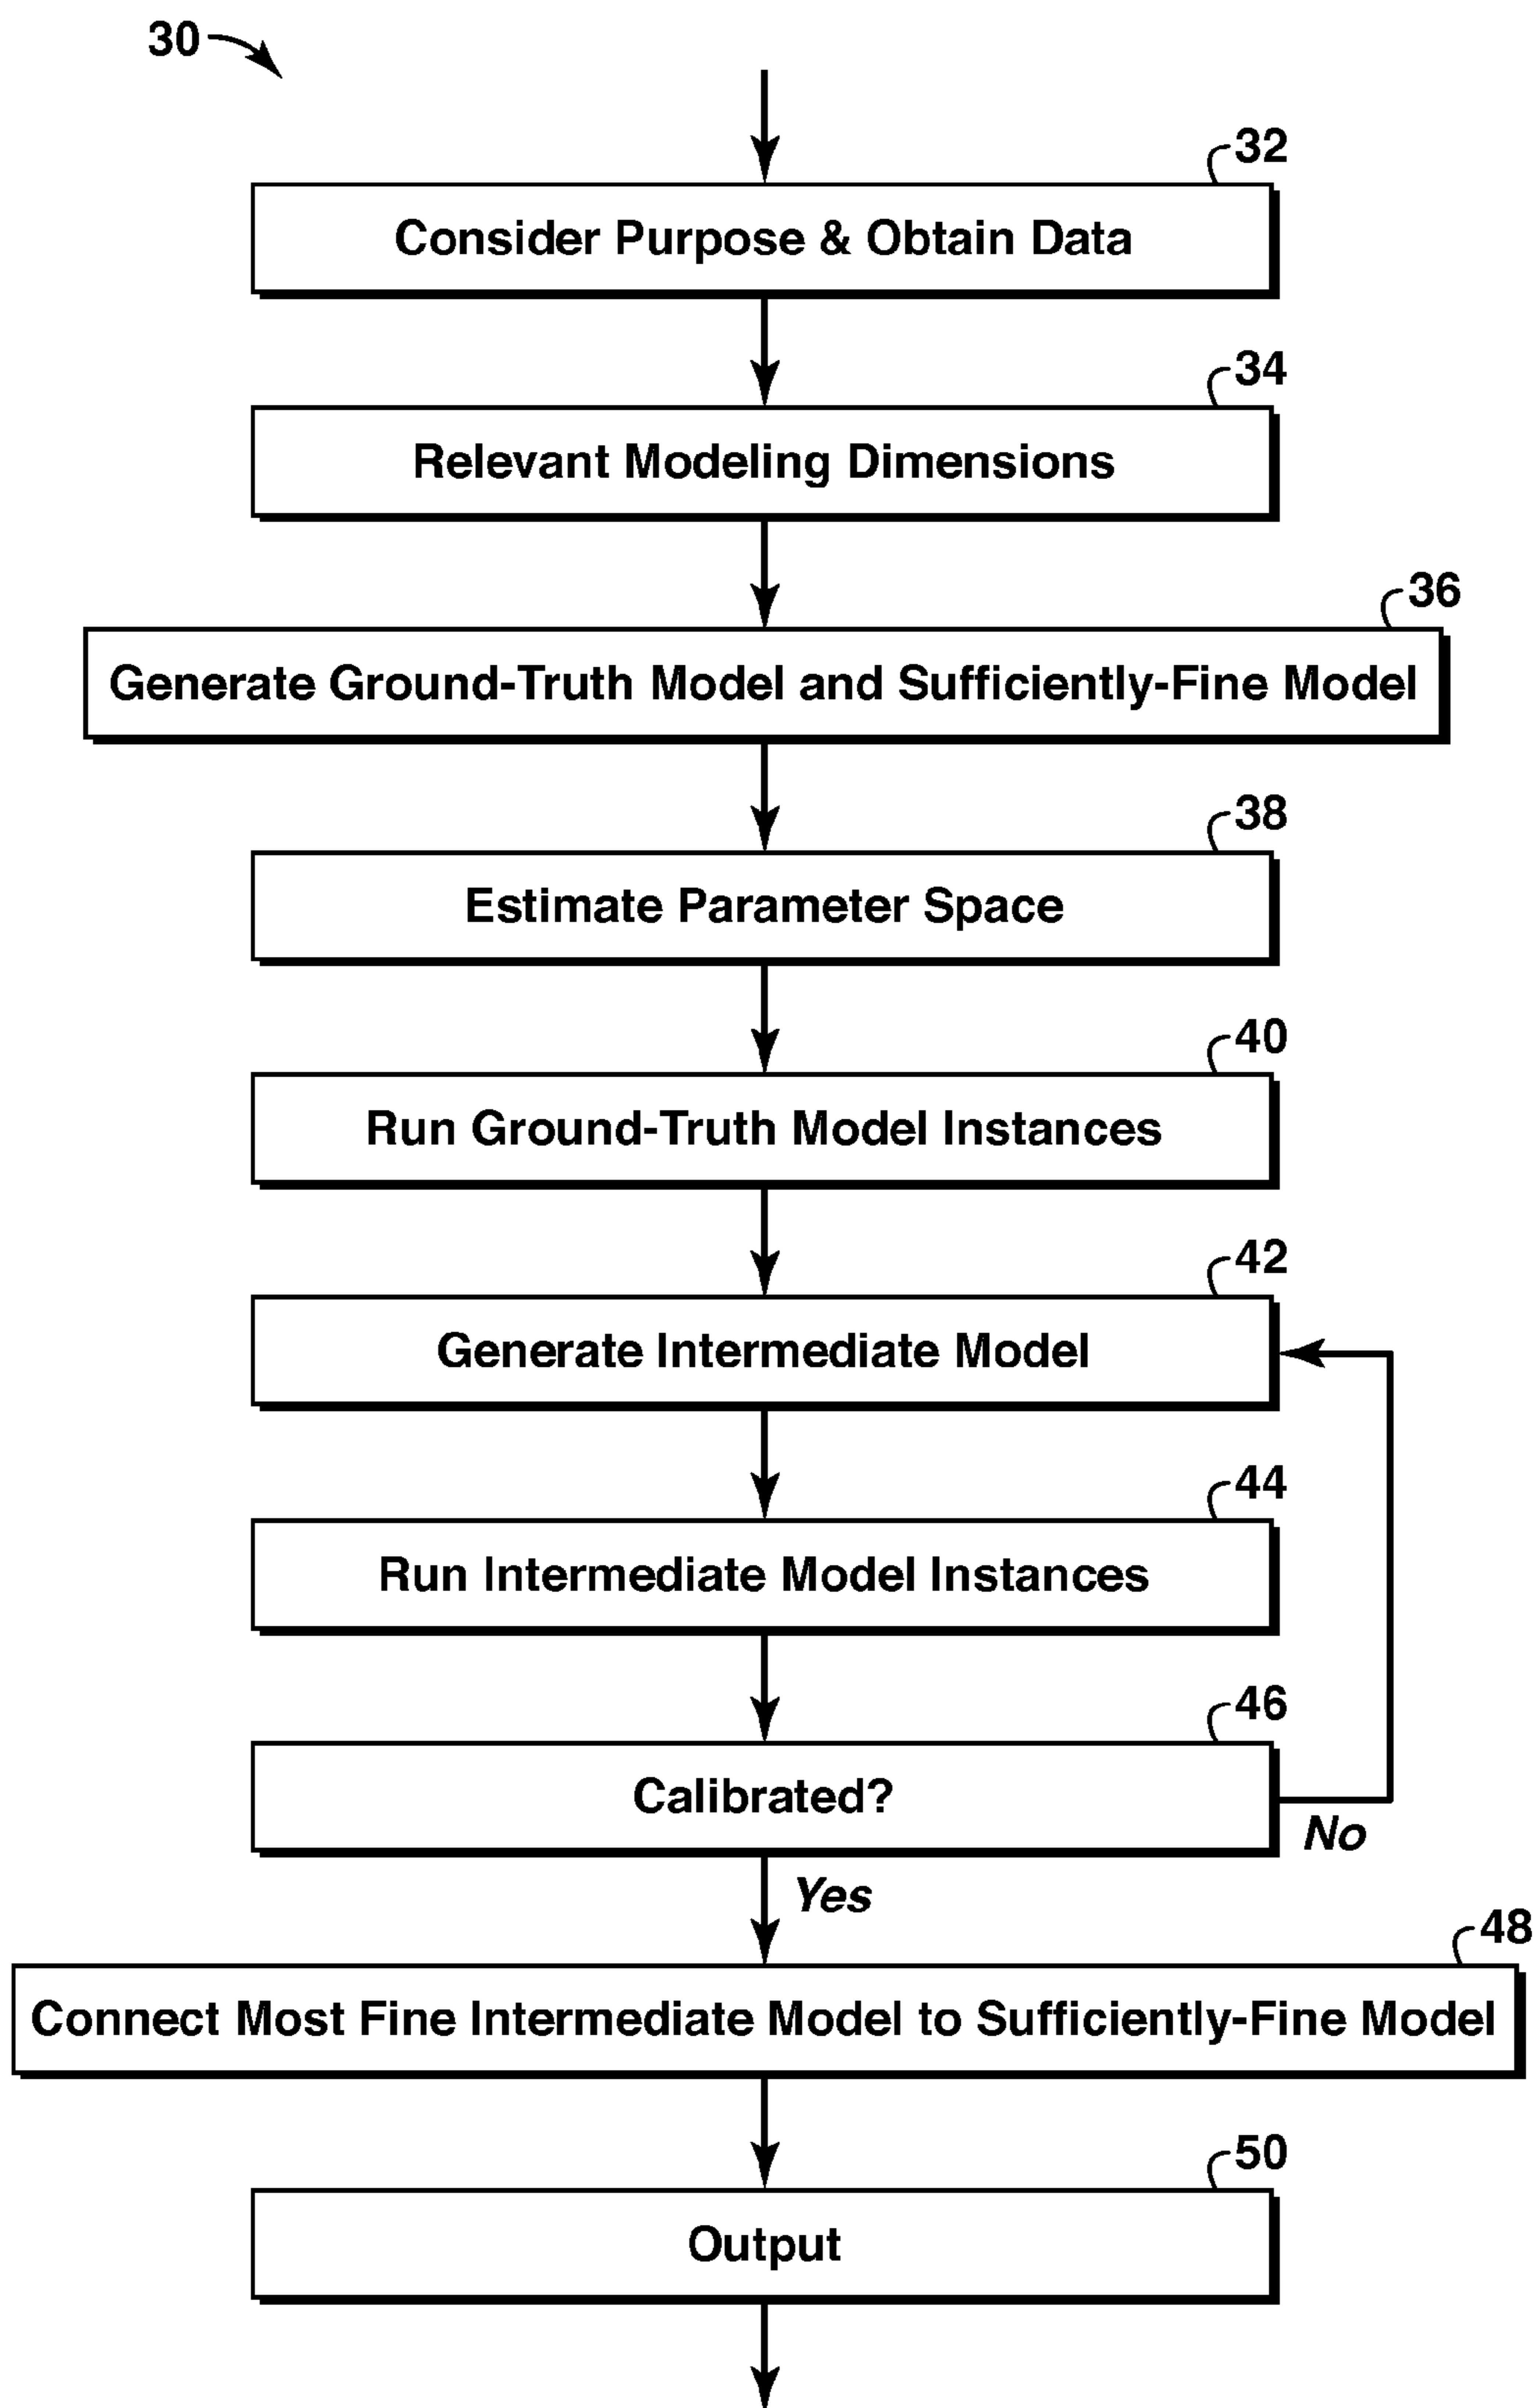 30
32
Consider Purpose & Obtain Data
34
Relevant Modeling Dimensions
36
Generate Ground-Truth Model and Sufficiently-Fine Model
38
Estimate Parameter Space
40
Run Ground-Truth Model Instances
42
Generate Intermediate Model
44
Run Intermediate Model Instances
46
Calibrated?
No
Yes
48
Connect Most Fine Intermediate Model to Sufficiently-Fine Model
50
Output